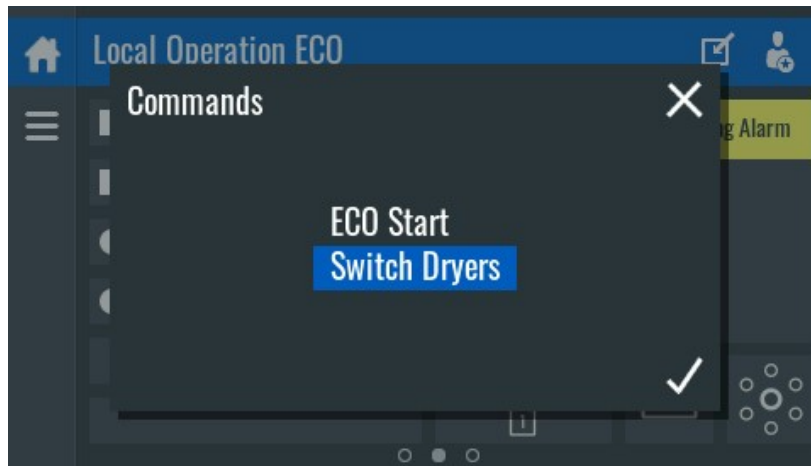 Local Operation ECO
Commands
Alarm
ECO Start
Switch Dryers